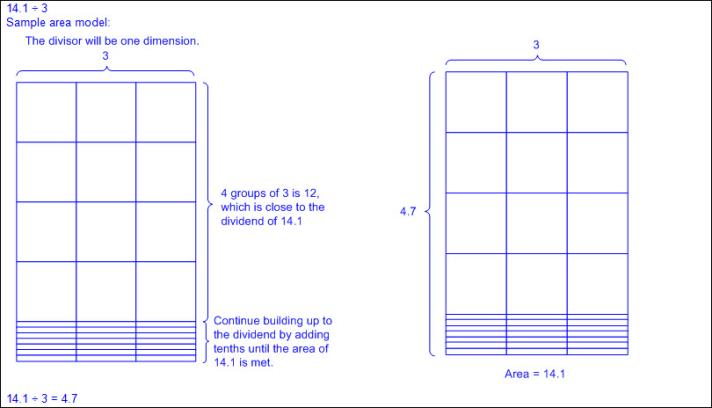 14.1 ÷ 3
Sample area model:
The divisor will be one dimension.
3
4 groups of 3 is 12,
which is close to the
dividend of 14.1
Continue building up to
the dividend by adding
tenths until the area of
14.1 is met.
3
4.7
Area = 14.1
14.1 ÷ 3 = 4.7